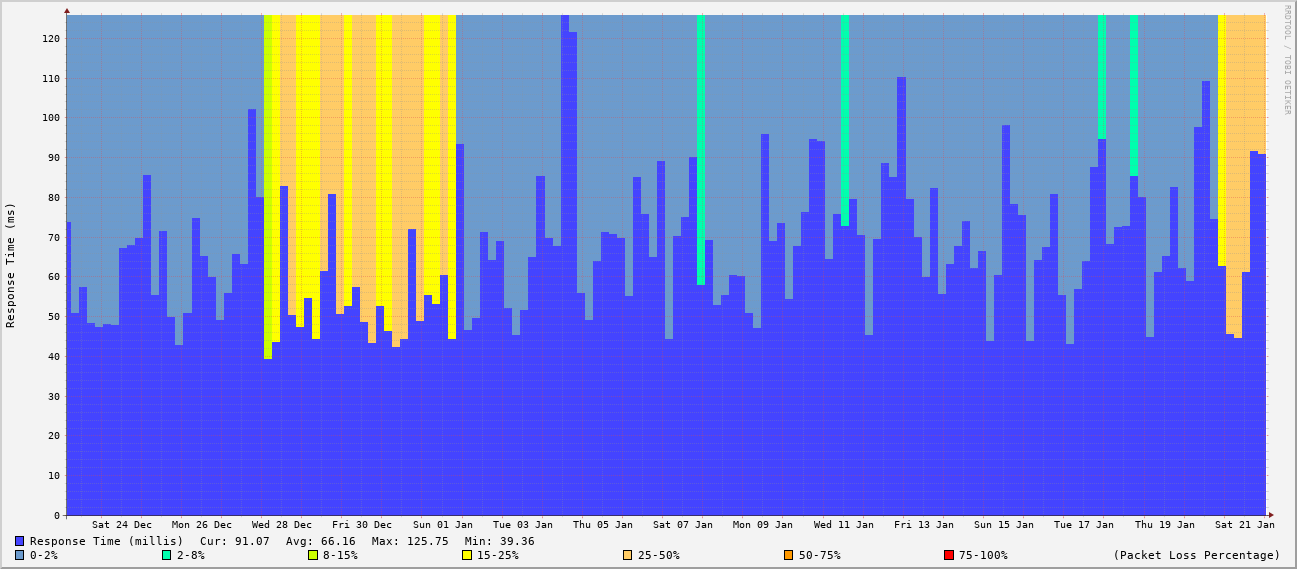 RRDTOOL / TOBI OETIKER
Response Time (ms)
120
110
100
90
80
70
60
50
40
30
20
10
0
Sat 24 Dec Mon 26 Dec Wed 28 Dec Fri 30 Dec Sun 01 Jan Tue 03 Jan Thu 05 Jan Sat 07 Jan Mon 09 Jan Wed 11 Jan Fri 13 Jan Sun 15 Jan Tue 17 Jan Thu 19 Jan Sat 21 Jan
Response Time (millis) Cur: 91.07 Avg: 66.16 Max: 125.75 Min: 39.36
0-2% 2-8% 8-15% 15-25% 25-50% 50-75% 75-100% (Packet Loss Percentage)